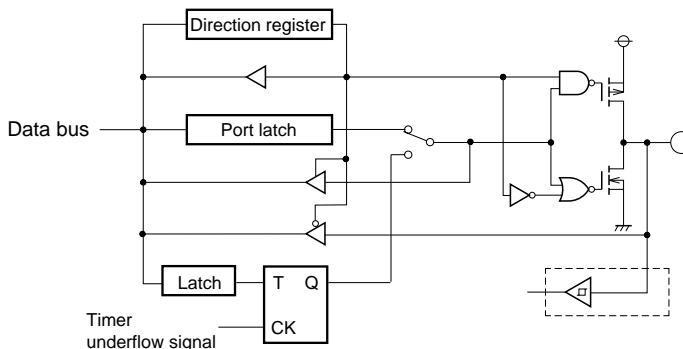 Direction register
Data bus
Port latch
Latch
T Q
CK
Timer
underflow signal